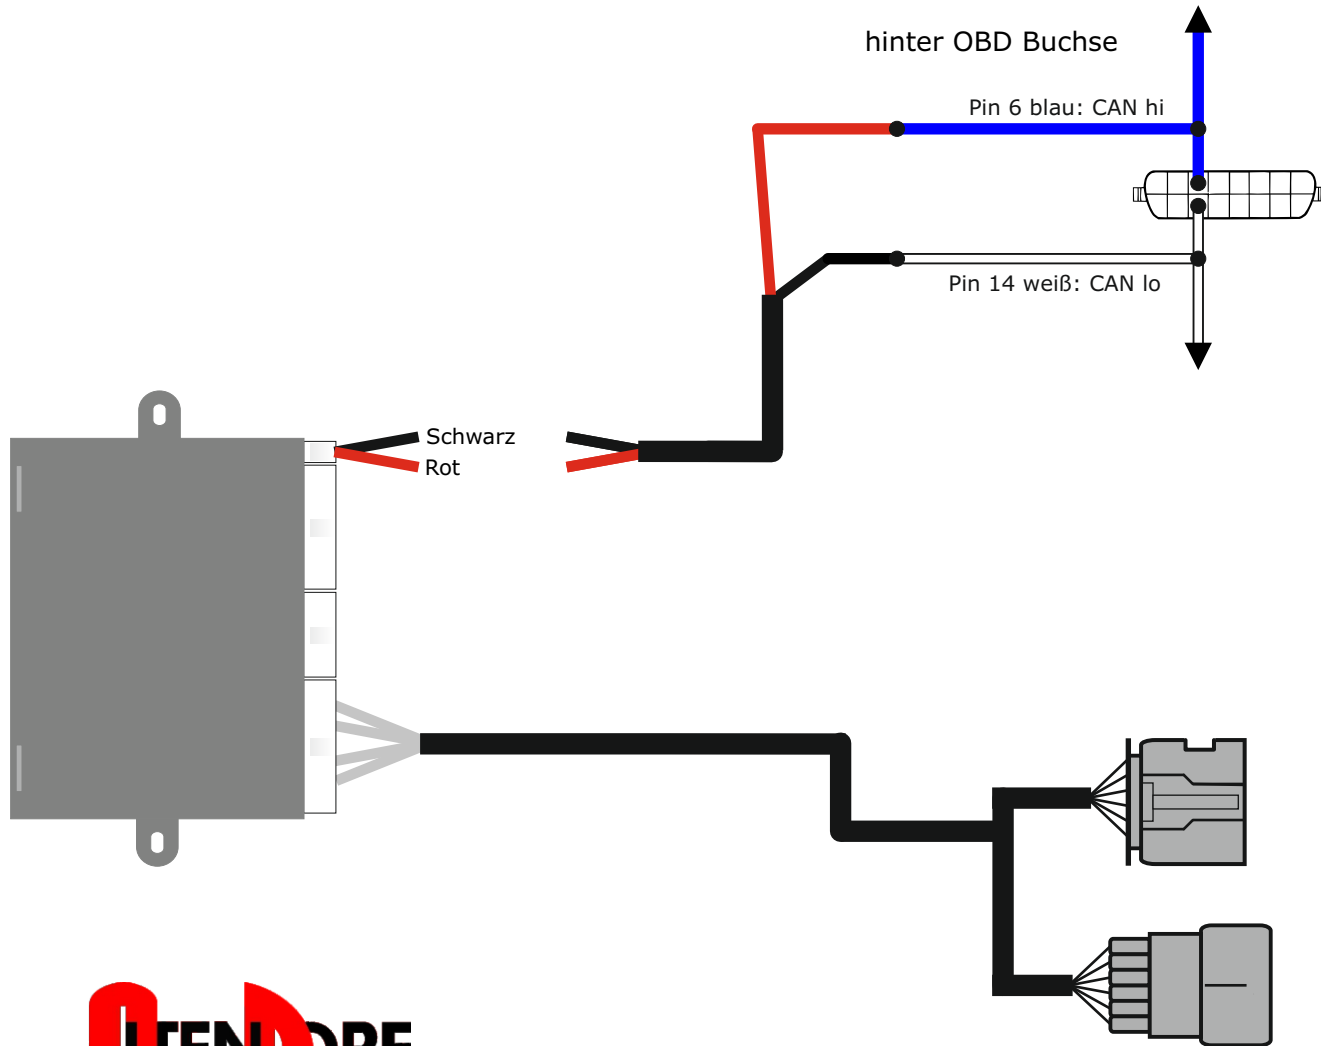 hinter OBD Buchse
Pin 6 blau: CAN hi
Pin 14 weiß: CAN lo
Schwarz
Rot